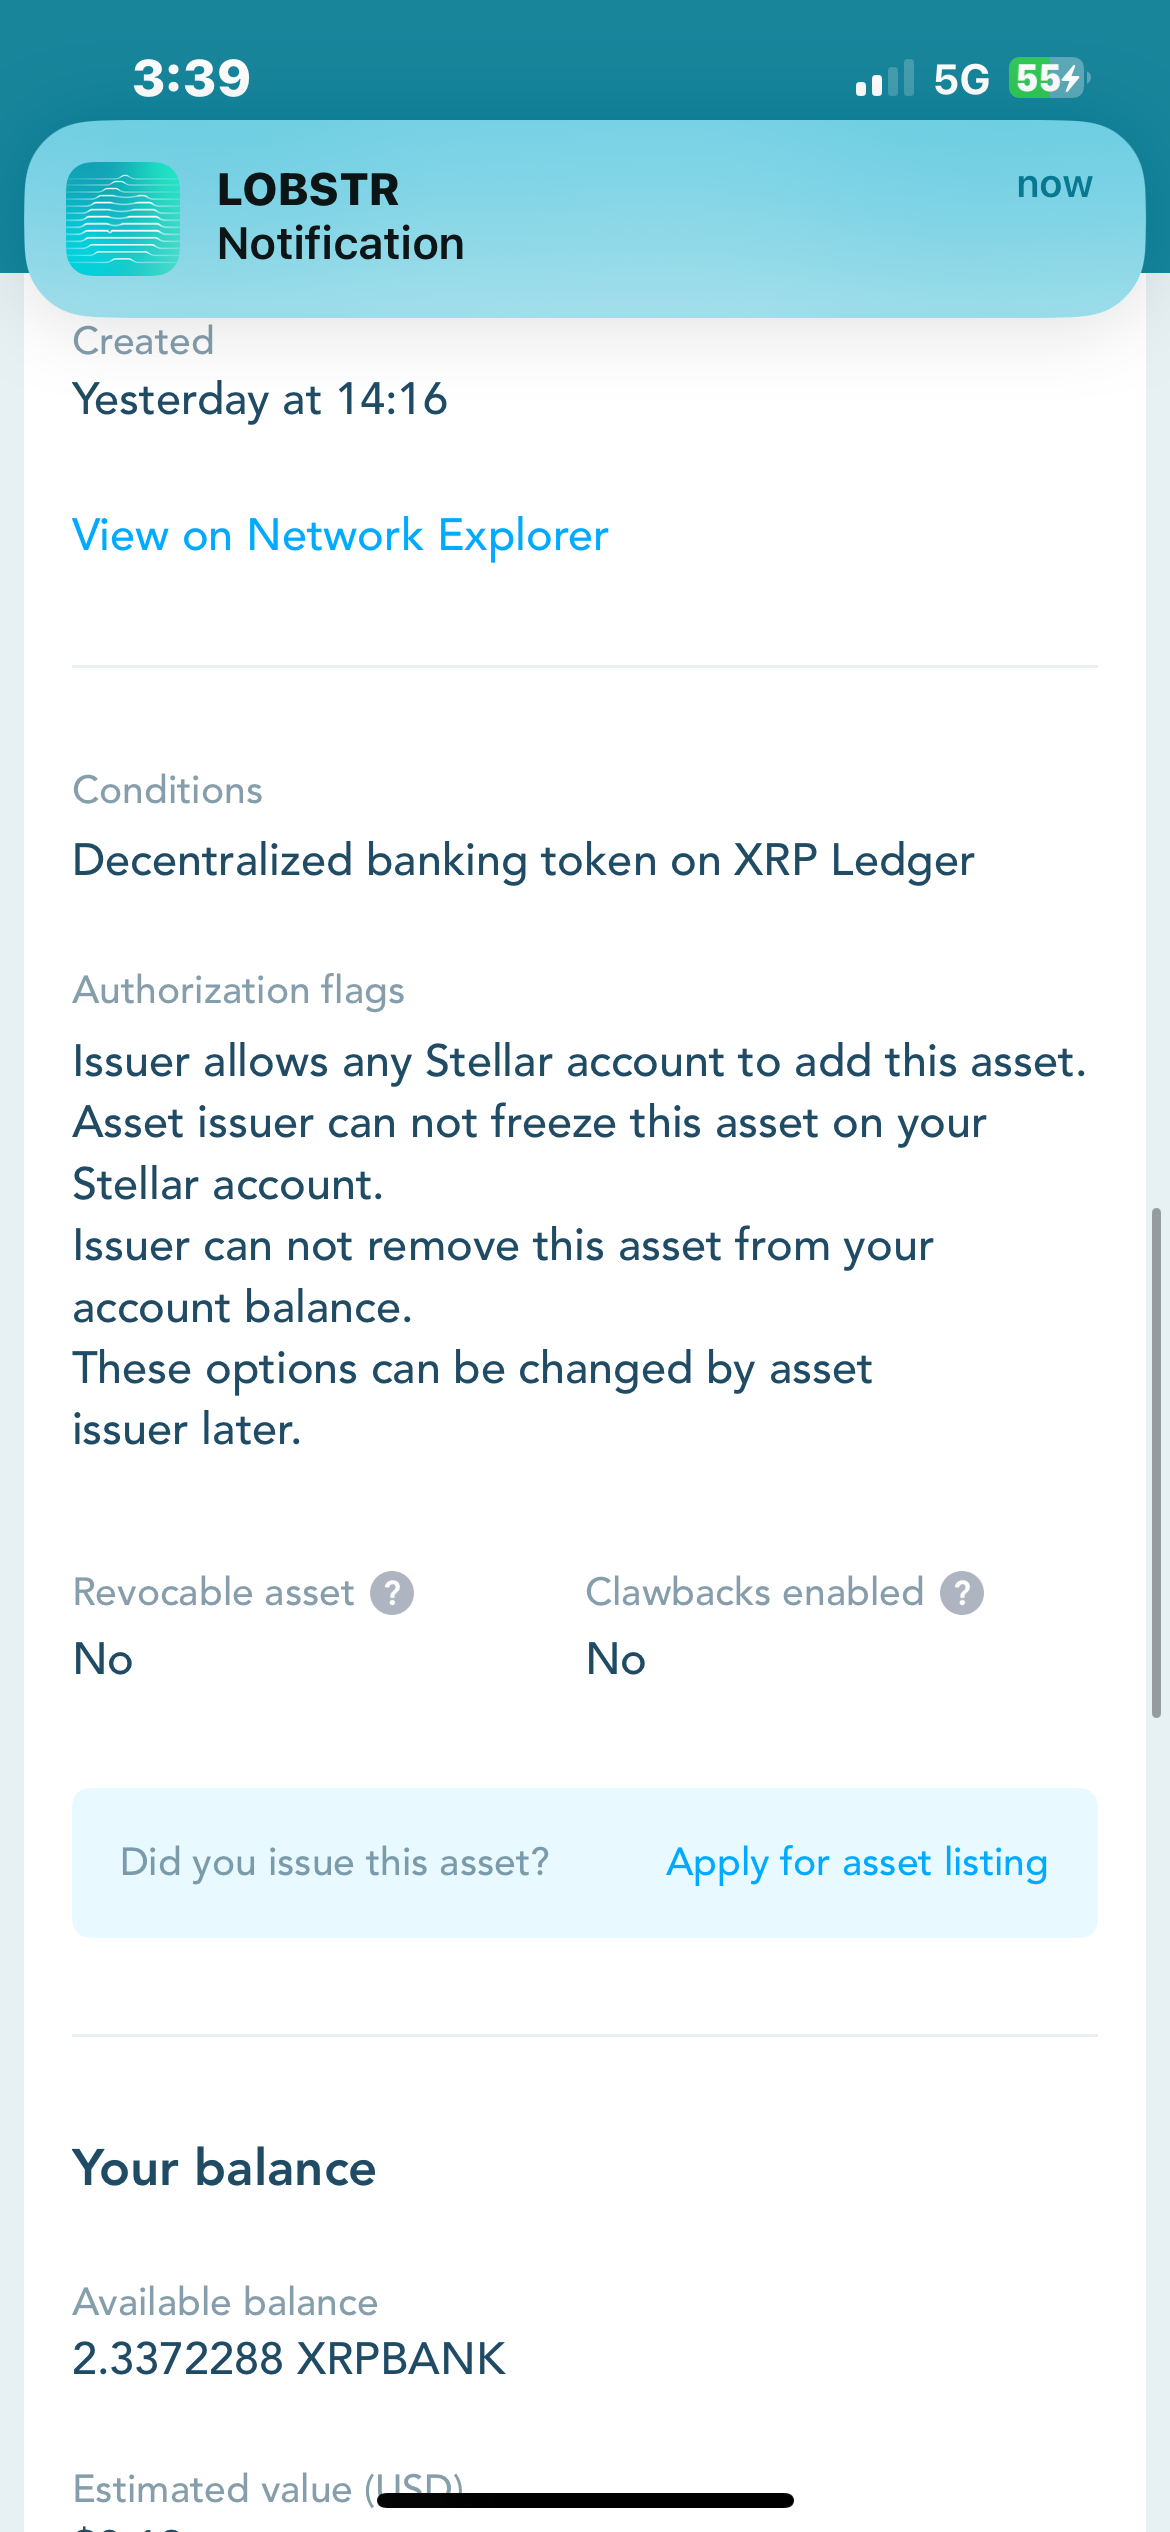 3:39
5G
55
LOBSTR
now
Notification
Created
Yesterday at 14:16
View on Network Explorer
Conditions
Decentralized banking token on XRP Ledger
Authorization flags
Issuer allows any Stellar account to add this asset.
Asset issuer can not freeze this asset on your
Stellar account.
Issuer can not remove this asset from your
account balance.
These options can be changed by asset
issuer later.
Revocable asset ?
Clawbacks enabled ?
No
No
Did you issue this asset?
Apply for asset listing
Your balance
Available balance
2.3372288 XRPBANK
Estimated value (USD)